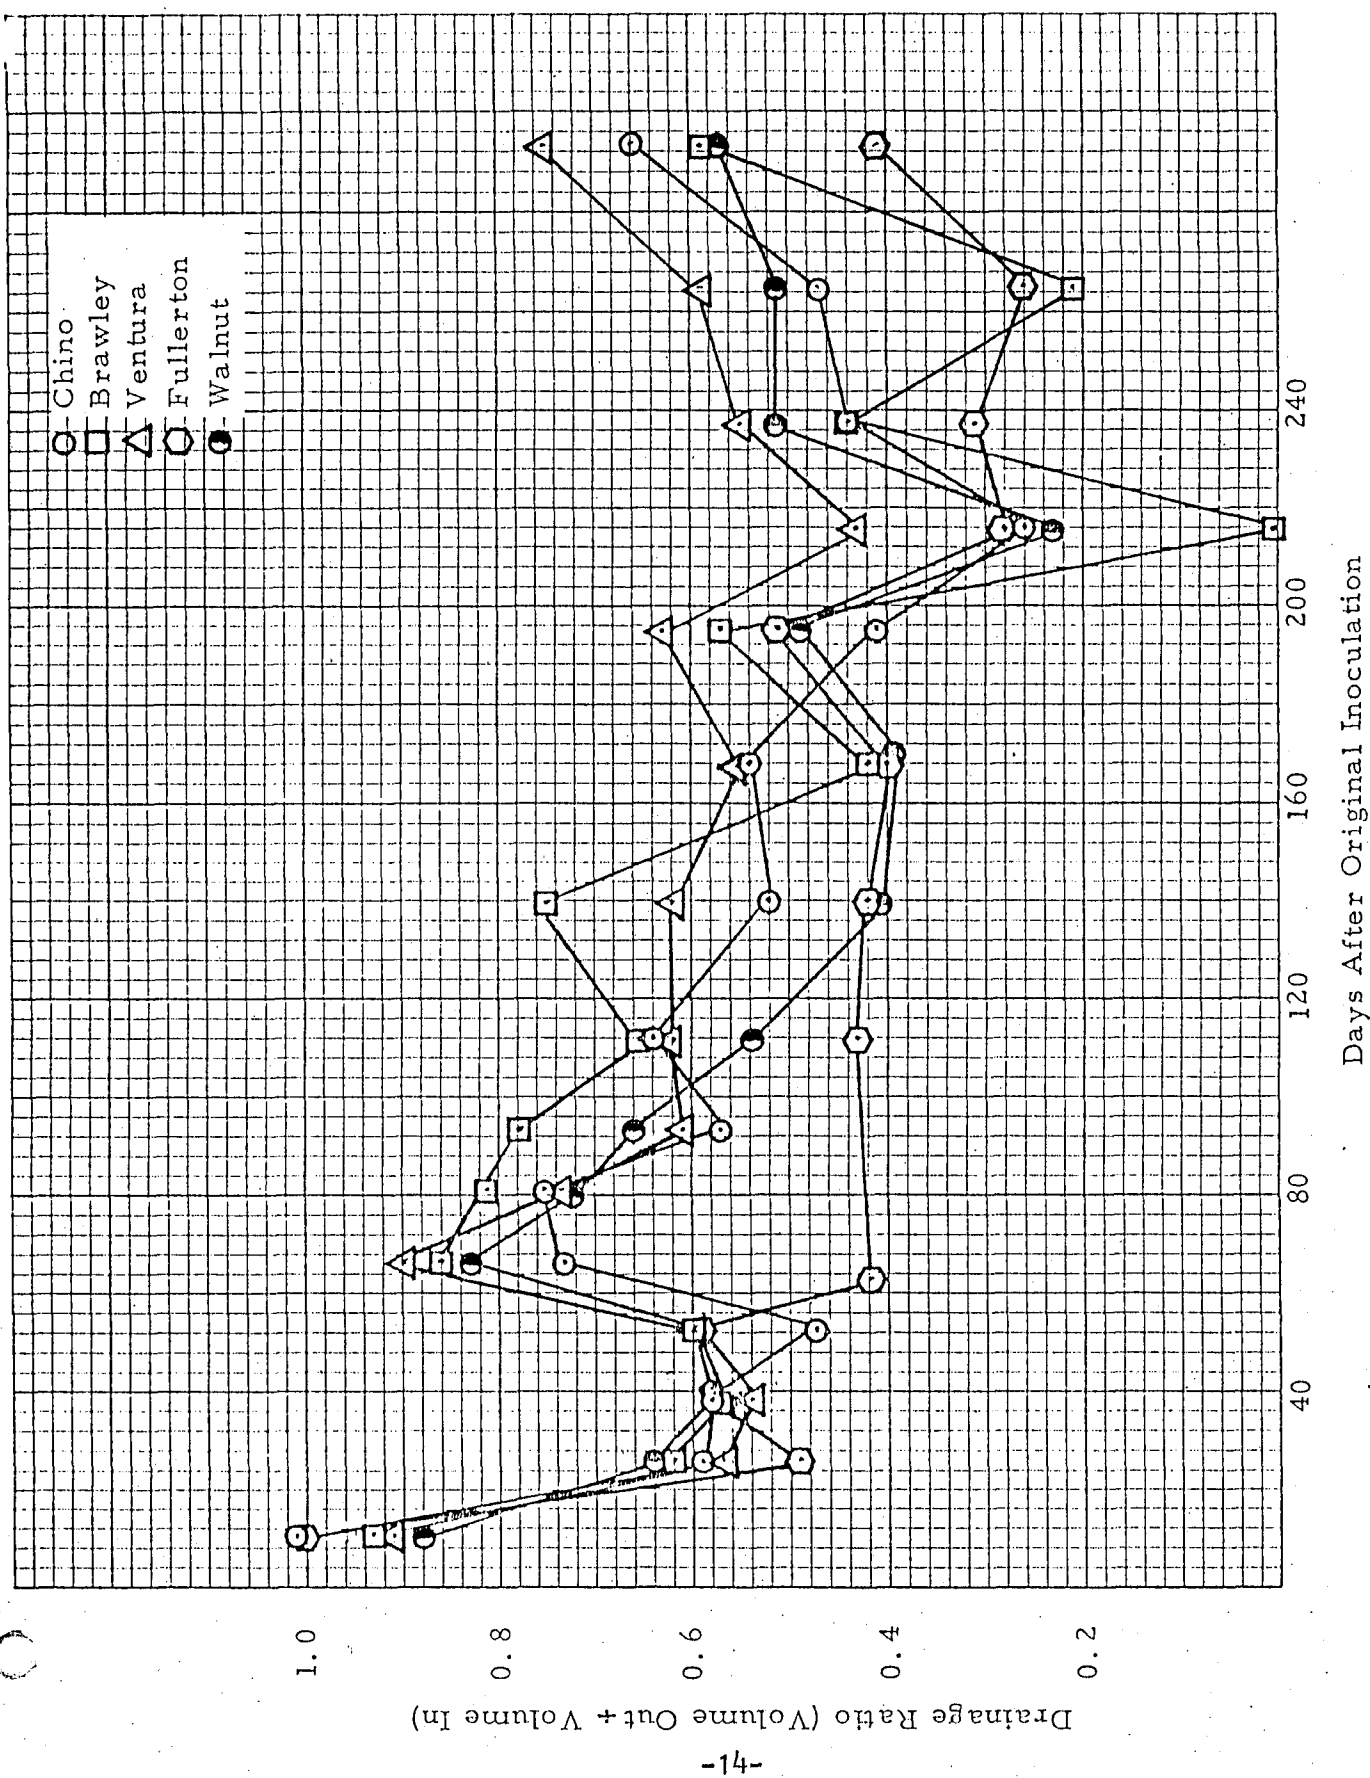 Chino
Brawley
Ventura
Fullerton
Walnut
1.0
0.8
0.6
0.4
0.2
Drainage Ratio (Volume Out ÷ Volume In)
40
80
120
160
200
240
Days After Original Inoculation
-14-